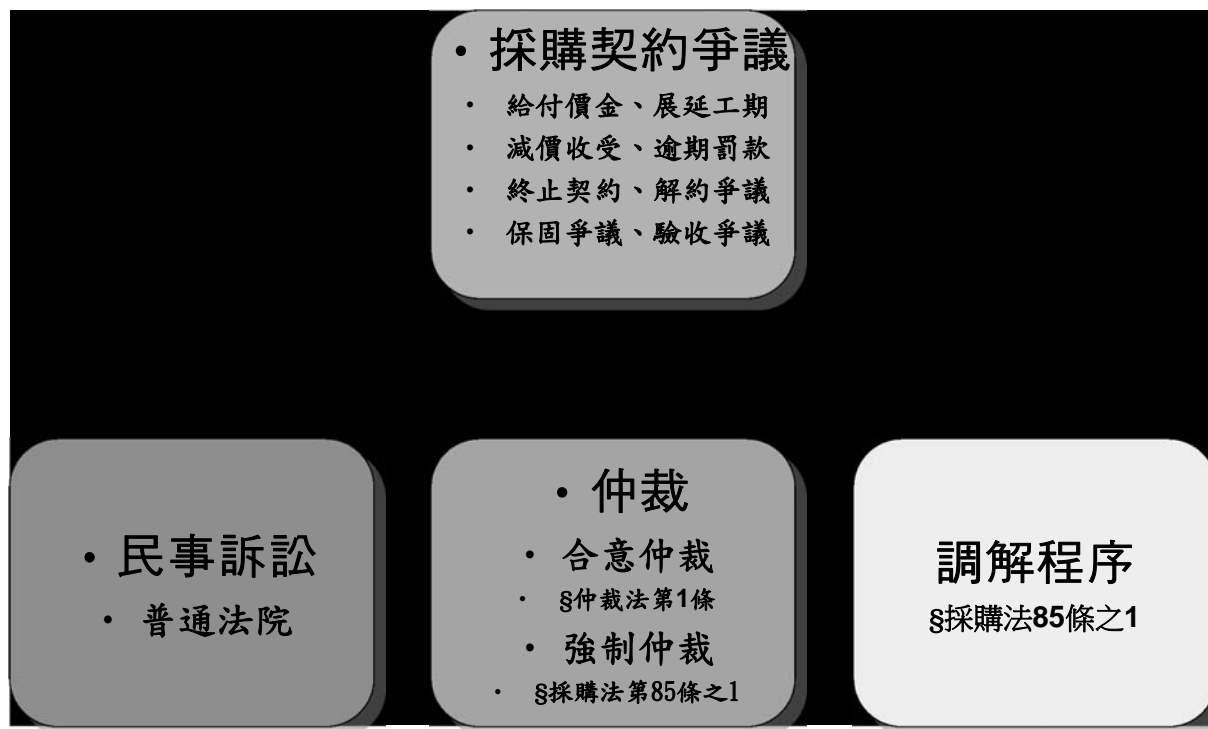 • 採購契約爭議
• 給付價金、展延工期
• 減價收受、逾期罰款
• 終止契約、解約爭議
• 保固爭議、驗收爭議
• 民事訴訟
• 普通法院
• 仲裁
• 合意仲裁
• §仲裁法第1條
• 強制仲裁
• §採購法第85條之1
調解程序
§採購法85條之1